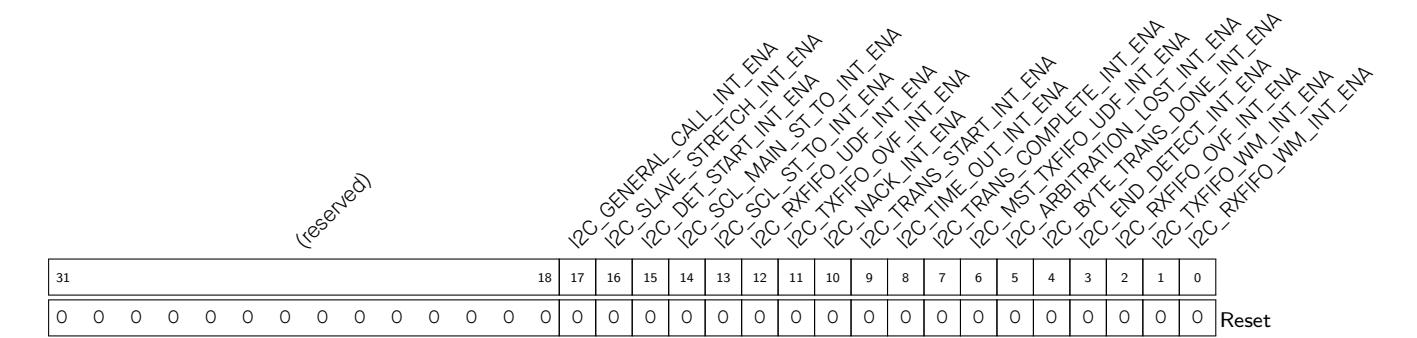 (reserved)
I2C_GENERAL_CALL_INT_ENA
I2C_SLAVE_STRETCH_INT_ENA
I2C_DET_START_INT_ENA
I2C_SCL_MAIN_ST_TO_INT_ENA
I2C_SCL_ST_TO_INT_ENA
I2C_RXFIFO_UDF_INT_ENA
I2C_TXFIFO_OVF_INT_ENA
I2C_NACK_INT_ENA
I2C_TRANS_START_INT_ENA
I2C_TIME_OUT_INT_ENA
I2C_TRANS_COMPLETE_INT_ENA
I2C_MST_TXFIFO_UDF_INT_ENA
I2C_ARBITRATION_LOST_INT_ENA
I2C_BYTE_TRANS_DONE_INT_ENA
I2C_END_DETECT_INT_ENA
I2C_RXFIFO_OVF_INT_ENA
I2C_TXFIFO_WM_INT_ENA
I2C_RXFIFO_WM_INT_ENA
31 18 17 16 15 14 13 12 11 10 9 8 7 6 5 4 3 2 1 0
0 0 0 0 0 0 0 0 0 0 0 0 0 0 0 0 0 0 0 0 0 0 0 0 0 0 0 0 0 0 0 0 Reset